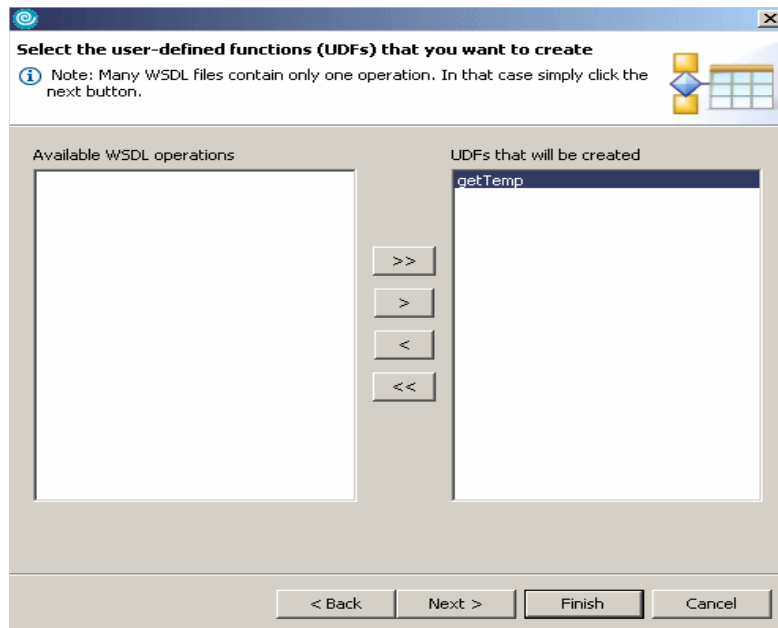 Select the user-defined functions (UDFs) that you want to create
Note: Many WSDL files contain only one operation. In that case simply click the
next button.
Available WSDL operations
UDFs that will be created
getTemp
>>
>
<
<<
< Back
Next >
Finish
Cancel